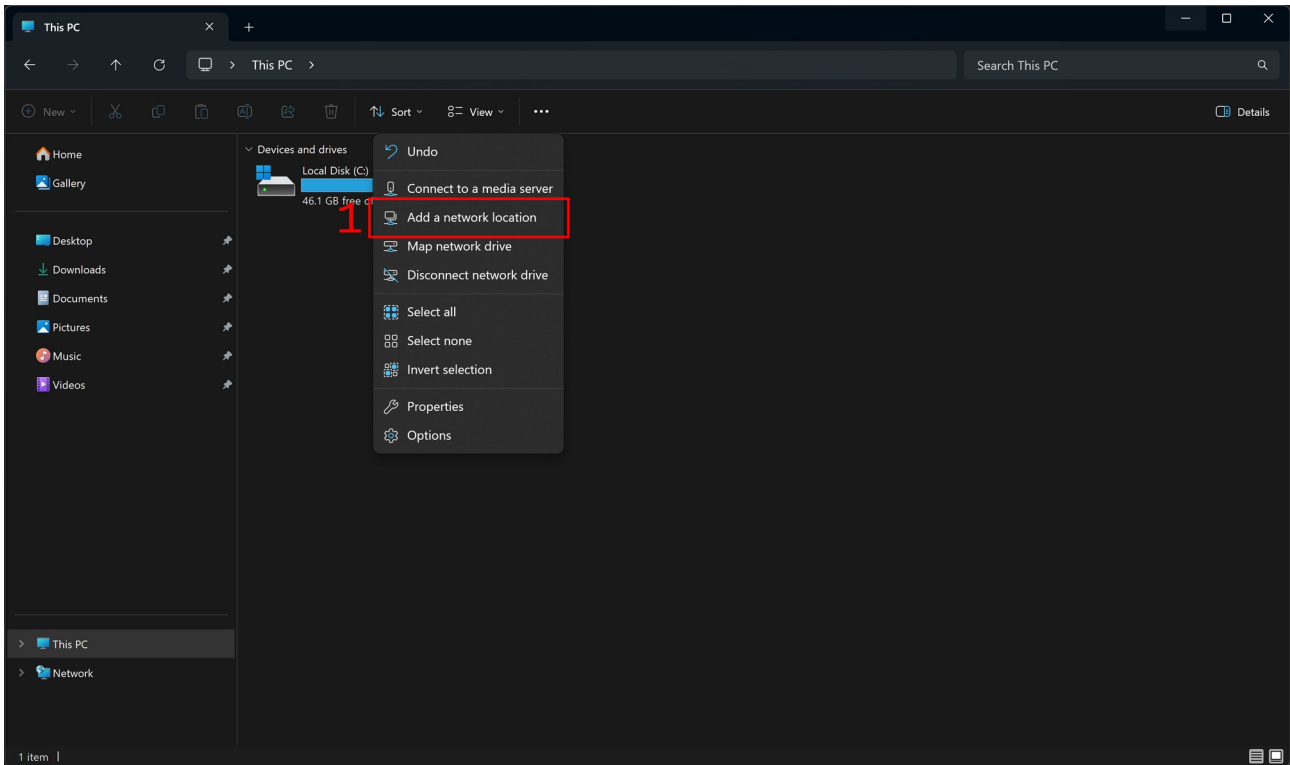 This PC
This PC
Search This PC
New
Sort
View
Details
Home
Gallery
Desktop
Downloads
Documents
Pictures
Music
Videos
This PC
Network
Devices and drives
Local Disk (C:)
46.1 GB free
1
Undo
Connect to a media server
Add a network location
Map network drive
Disconnect network drive
Select all
Select none
Invert selection
Properties
Options
1 item